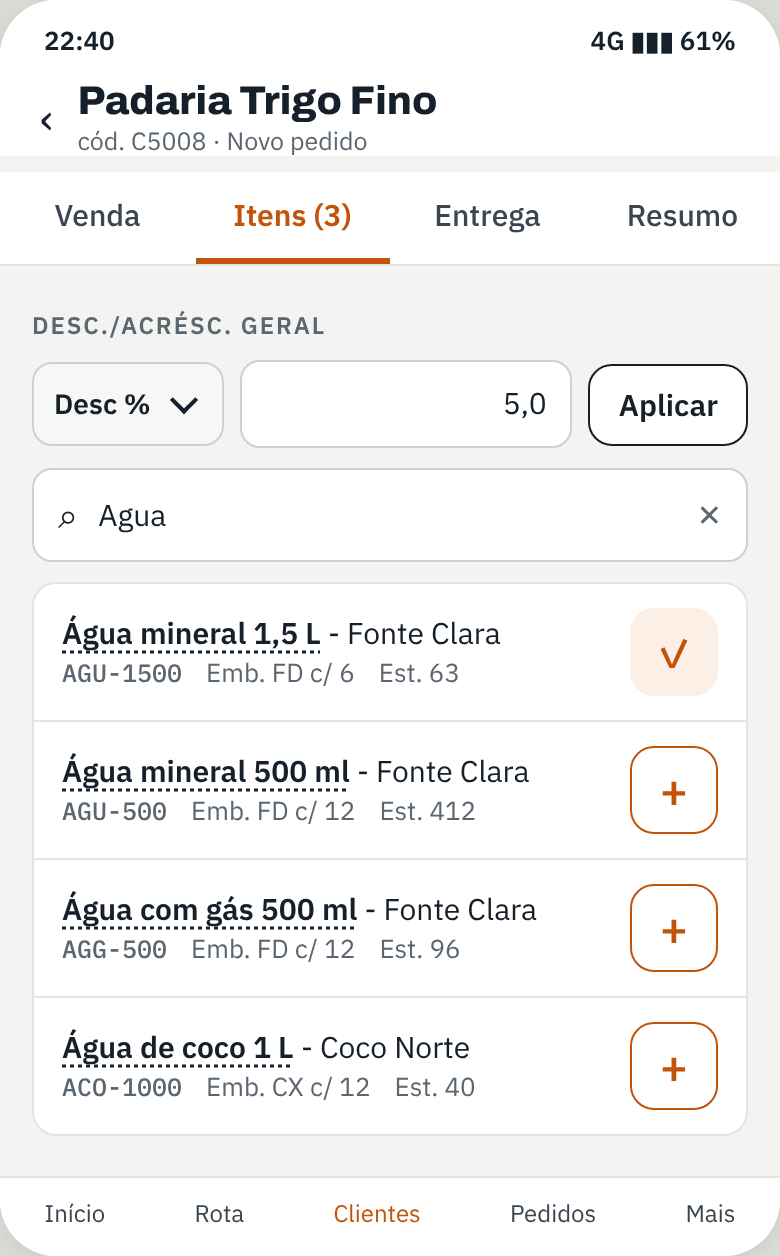 22:40 4G 61%
‹ Padaria Trigo Fino
cód. C5008 · Novo pedido
Venda Itens (3) Entrega Resumo
DESC./ACRÉSC. GERAL
Desc % 5,0 Aplicar
Agua ✕
Água mineral 1,5 L - Fonte Clara
AGU-1500 Emb. FD c/ 6 Est. 63
✓
Água mineral 500 ml - Fonte Clara
AGU-500 Emb. FD c/ 12 Est. 412
+
Água com gás 500 ml - Fonte Clara
AGG-500 Emb. FD c/ 12 Est. 96
+
Água de coco 1 L - Coco Norte
ACO-1000 Emb. CX c/ 12 Est. 40
+
Início Rota Clientes Pedidos Mais